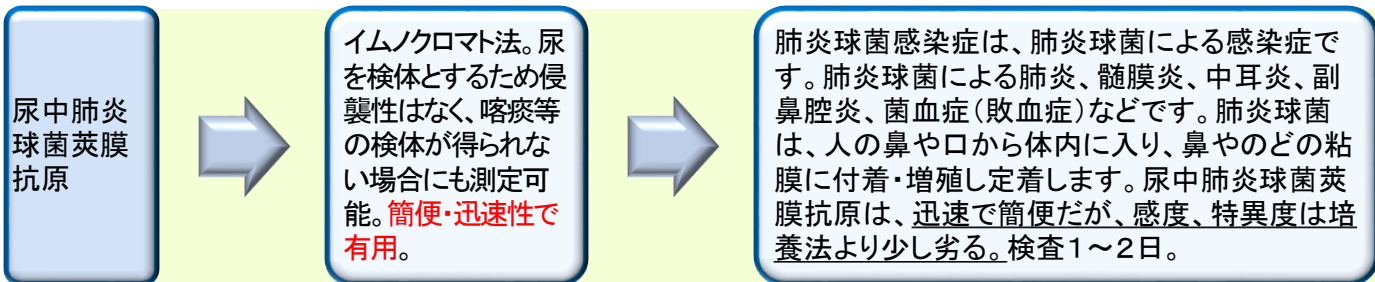 尿中肺炎
球菌莢膜
抗原
イムノクロマト法。尿
を検体とするため侵
襲性はなく、喀痰等
の検体が得られな
い場合にも測定可
能。簡便・迅速性で
有用。
肺炎球菌感染症は、肺炎球菌による感染症で
す。肺炎球菌による肺炎、髄膜炎、中耳炎、副
鼻腔炎、菌血症（敗血症）などです。肺炎球菌
は、人の鼻や口から体内に入り、鼻やのどの粘
膜に付着・増殖し定着します。尿中肺炎球菌莢
膜抗原は、迅速で簡便だが、感度、特異度は培
養法より少し劣る。検査１～２日。